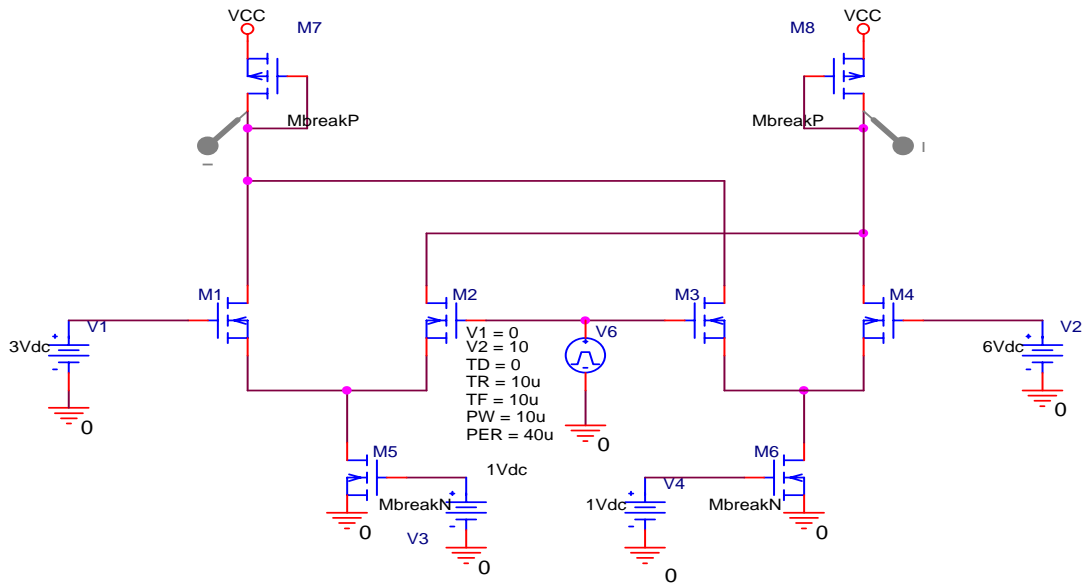 VCC
M7
MbreakP
VCC
M8
MbreakP
M1
M2
M3
M4
V1
3Vdc
0
V1 = 0
V2 = 10
TD = 0
TR = 10u
TF = 10u
PW = 10u
PER = 40u
V6
0
V2
6Vdc
0
M5
MbreakN
0
1Vdc
V3
0
M6
MbreakN
0
V4
1Vdc
0
I